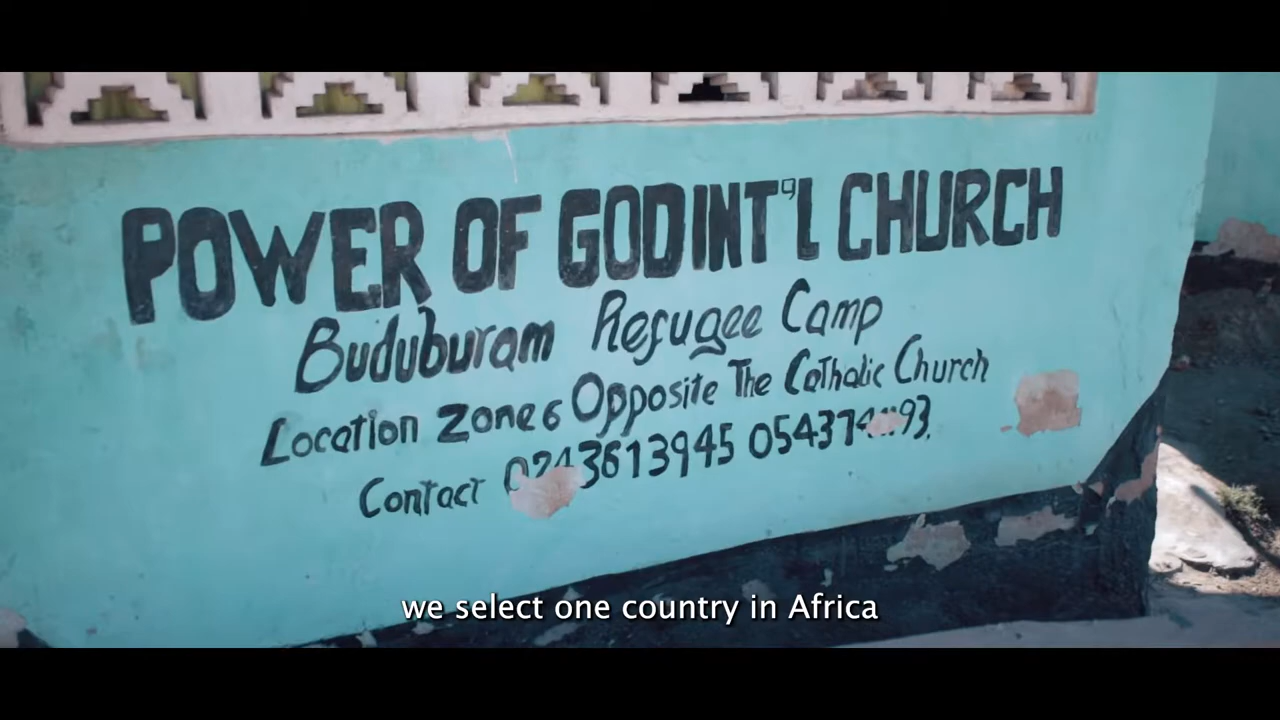 POWER OF GOD INT'L CHURCH
Buduburam Refugee Camp
Location Zone 6 Opposite The Catholic Church
Contact
we select one country in Africa